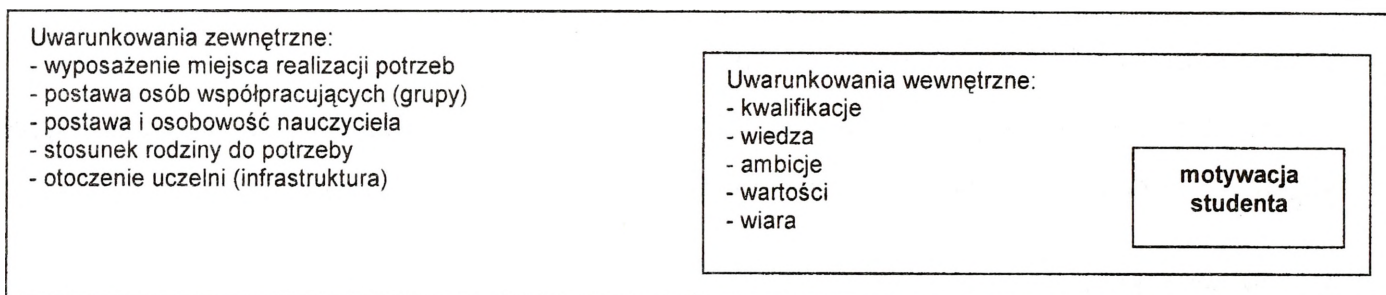 Uwarunkowania zewnętrzne:
- wyposażenie miejsca realizacji potrzeb
- postawa osób współpracujących (grupy)
- postawa i osobowość nauczyciela
- stosunek rodziny do potrzeby
- otoczenie uczelni (infrastruktura)
Uwarunkowania wewnętrzne:
- kwalifikacje
- wiedza
- ambicje
- wartości
- wiara
motywacja
studenta